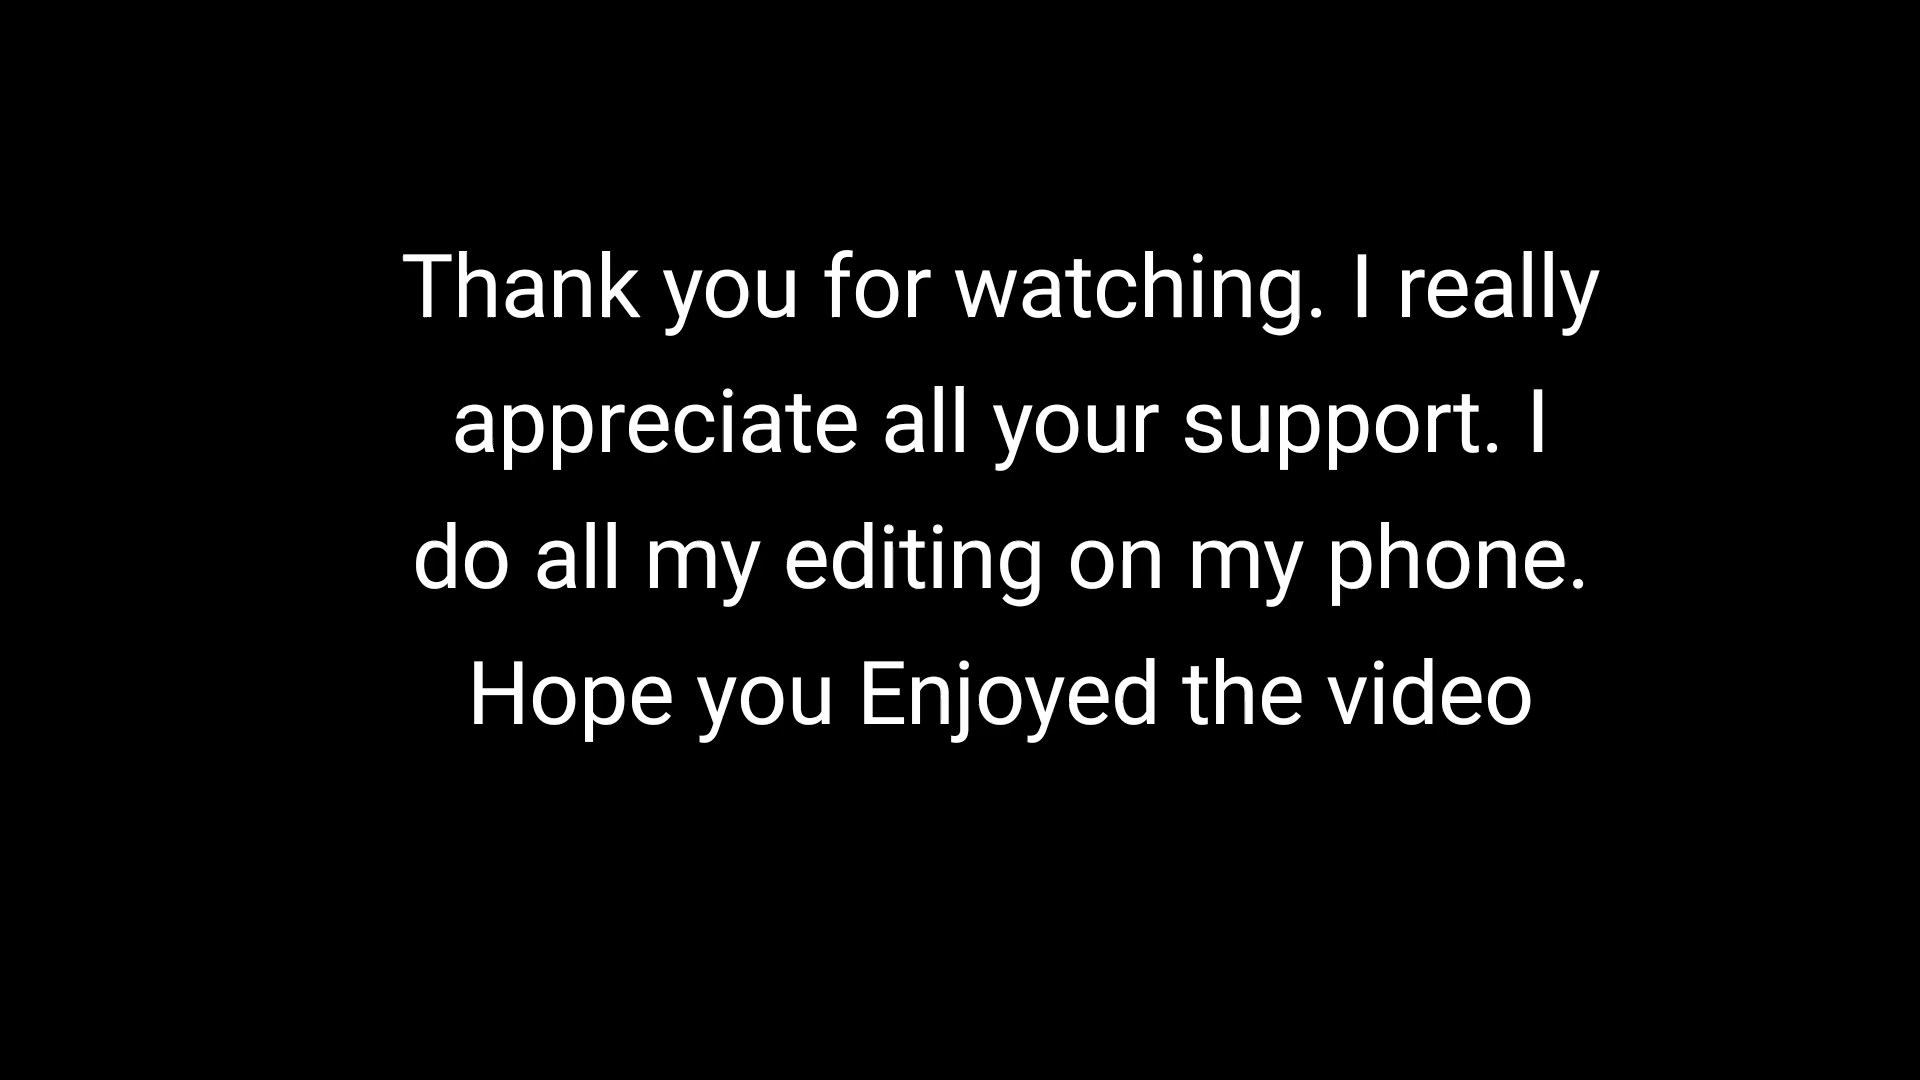 Thank you for watching. I really
appreciate all your support. I
do all my editing on my phone.
Hope you Enjoyed the video